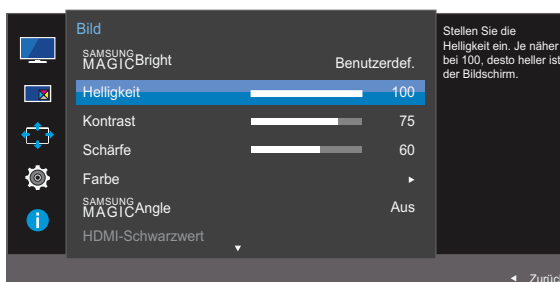 Bild
SAMSUNG MAGICBright Benutzerdef.
Helligkeit 100
Kontrast 75
Schärfe 60
Farbe
SAMSUNG MAGICAngle Aus
HDMI-Schwarzwert
Stellen Sie die
Helligkeit ein. Je näher
bei 100, desto heller ist
der Bildschirm.